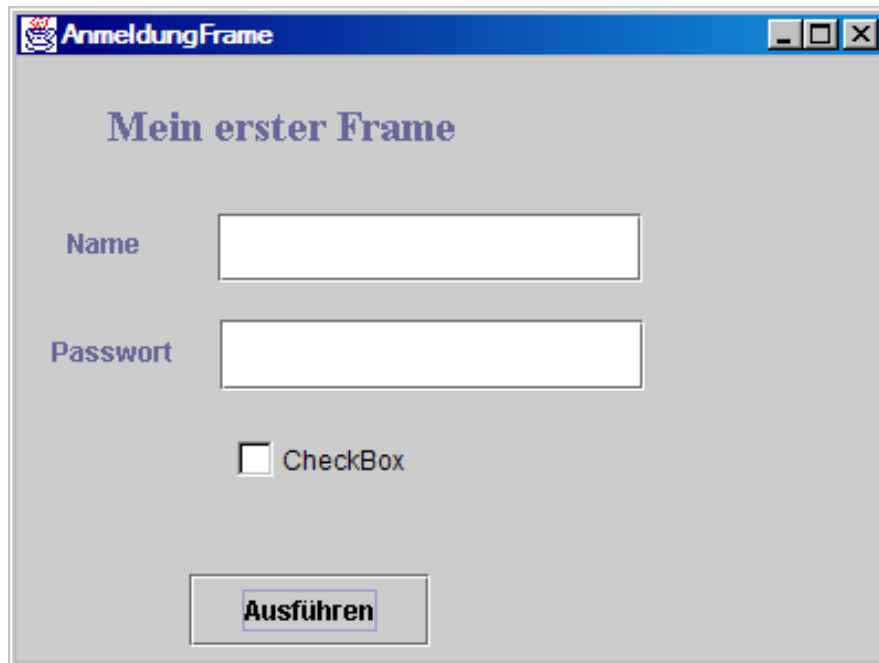 AnmeldungFrame
Mein erster Frame
Name
Passwort
CheckBox
Ausführen